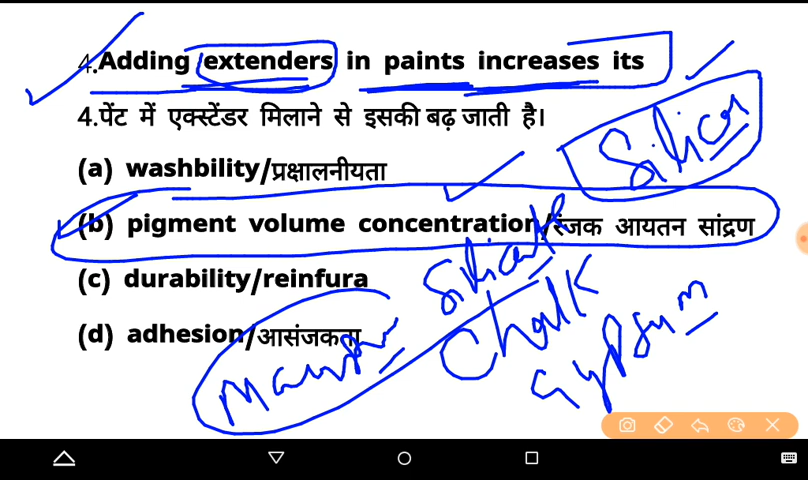 4.Adding extenders in paints increases its
4.पेंट में एक्स्टेंडर मिलाने से इसकी बढ़ जाती है।
Silica
(a) washbility/प्रक्षालनीयता
(b) pigment volume concentration/रंजक आयतन सांद्रण
(c) durability/reinfura
Silicate
(d) adhesion/आसंजकता
Chalk
Gypsum